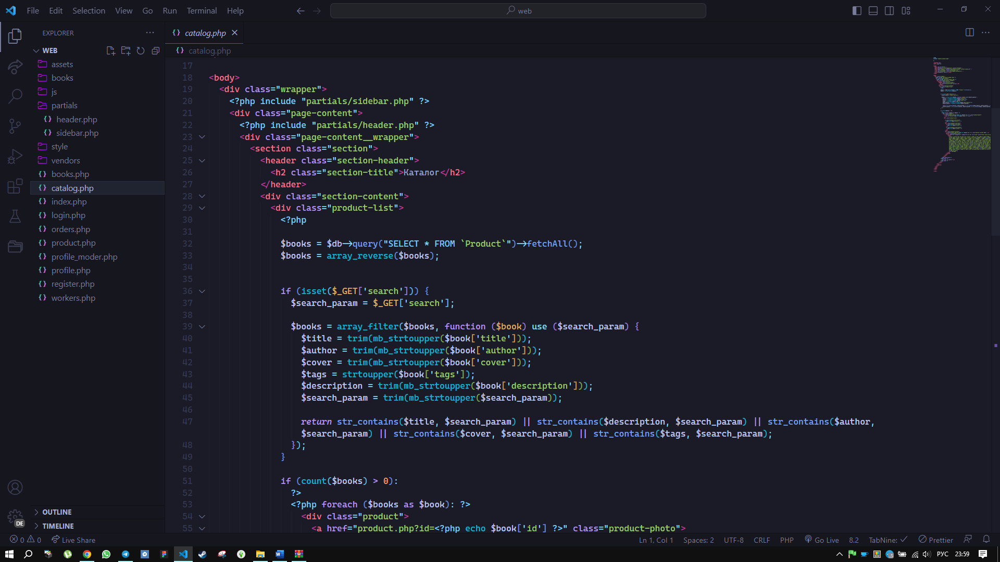 File Edit Selection View Go Run Terminal Help
web
EXPLORER
WEB
assets
books
js
partials
header.php
sidebar.php
style
vendors
books.php
catalog.php
index.php
login.php
orders.php
product.php
profile_moder.php
profile.php
register.php
workers.php
OUTLINE
TIMELINE
DE
catalog.php
catalog.php
17
18 <body>
19 <div class="wrapper">
20 <?php include "partials/sidebar.php" ?>
21 <div class="page-content">
22 <?php include "partials/header.php" ?>
23 <div class="page-content__wrapper">
24 <section class="section">
25 <header class="section-header">
26 <h2 class="section-title">Каталог</h2>
27 </header>
28 <div class="section-content">
29 <div class="product-list">
30 <?php
31
32 $books = $db->query("SELECT * FROM `Product`")->fetchAll();
33 $books = array_reverse($books);
34
35
36 if (isset($_GET['search'])) {
37 $search_param = $_GET['search'];
38
39 $books = array_filter($books, function ($book) use ($search_param) {
40 $title = trim(mb_strtoupper($book['title']));
41 $author = trim(mb_strtoupper($book['author']));
42 $cover = trim(mb_strtoupper($book['cover']));
43 $tags = strtoupper($book['tags']);
44 $description = trim(mb_strtoupper($book['description']));
45 $search_param = trim(mb_strtoupper($search_param));
46
47 return str_contains($title, $search_param) || str_contains($description, $search_param) || str_contains($author,
$search_param) || str_contains($cover, $search_param) || str_contains($tags, $search_param);
48 });
49 }
50
51 if (count($books) > 0):
52 ?>
53 <?php foreach ($books as $book): ?>
54 <div class="product">
55 <a href="product.php?id=<?php echo $book['id'] ?>" class="product-photo">
0 0 Live Share
Ln 1, Col 1 Spaces: 2 UTF-8 CRLF PHP Go Live 8.2 TabNine: Prettier
РУС 23:59